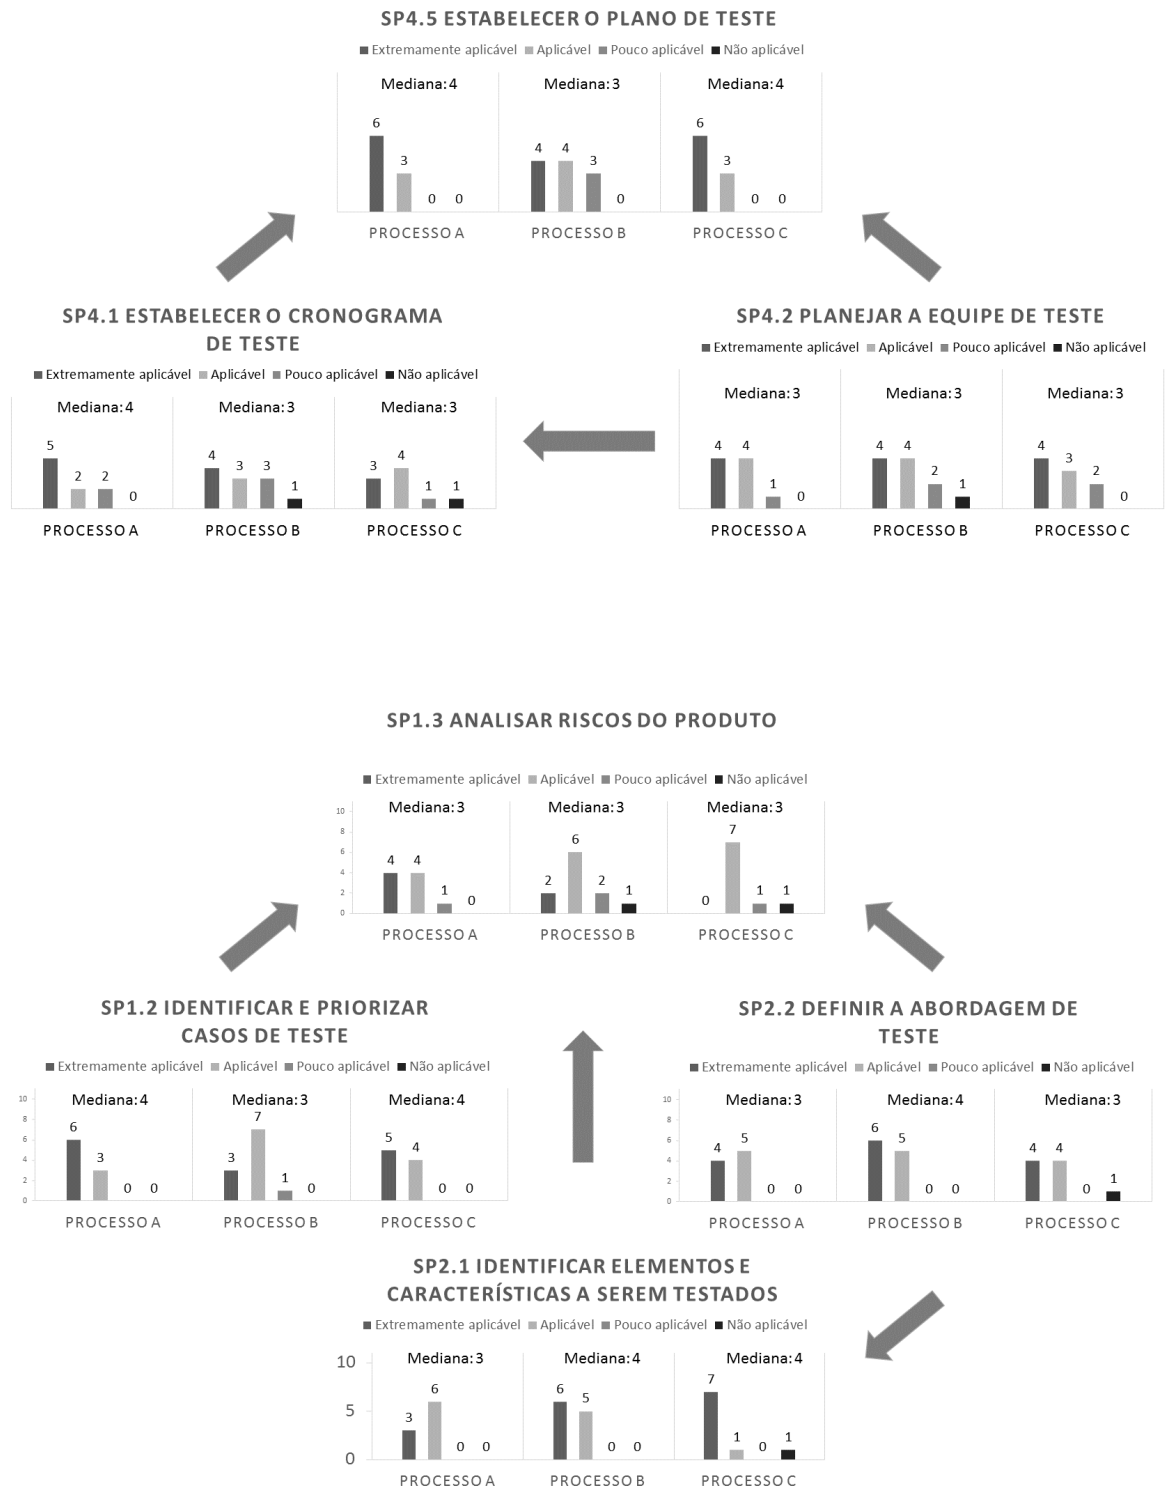 SP4.5 ESTABELECER O PLANO DE TESTE
Extremamente aplicável Aplicável Pouco aplicável Não aplicável
Mediana: 4 Mediana: 3 Mediana: 4
6 3 0 0 4 4 3 0 6 3 0 0
PROCESSO A PROCESSO B PROCESSO C
SP4.1 ESTABELECER O CRONOGRAMA
DE TESTE
Extremamente aplicável Aplicável Pouco aplicável Não aplicável
Mediana: 4 Mediana: 3 Mediana: 3
5 2 2 0 4 3 3 1 3 4 1 1
PROCESSO A PROCESSO B PROCESSO C
SP4.2 PLANEJAR A EQUIPE DE TESTE
Extremamente aplicável Aplicável Pouco aplicável Não aplicável
Mediana: 3 Mediana: 3 Mediana: 3
4 4 1 0 4 4 2 1 4 3 2 0
PROCESSO A PROCESSO B PROCESSO C
SP1.3 ANALISAR RISCOS DO PRODUTO
Extremamente aplicável Aplicável Pouco aplicável Não aplicável
Mediana: 3 Mediana: 3 Mediana: 3
10
8
6
4
2
0
4 4 1 0 2 6 2 1 0 7 1 1
PROCESSO A PROCESSO B PROCESSO C
SP1.2 IDENTIFICAR E PRIORIZAR
CASOS DE TESTE
Extremamente aplicável Aplicável Pouco aplicável Não aplicável
Mediana: 4 Mediana: 3 Mediana: 4
10
8
6
4
2
0
6 3 0 0 3 7 1 0 5 4 0 0
PROCESSO A PROCESSO B PROCESSO C
SP2.2 DEFINIR A ABORDAGEM DE
TESTE
Extremamente aplicável Aplicável Pouco aplicável Não aplicável
Mediana: 3 Mediana: 4 Mediana: 3
10
8
6
4
2
0
4 5 0 0 6 5 0 0 4 4 0 1
PROCESSO A PROCESSO B PROCESSO C
SP2.1 IDENTIFICAR ELEMENTOS E
CARACTERÍSTICAS A SEREM TESTADOS
Extremamente aplicável Aplicável Pouco aplicável Não aplicável
Mediana: 3 Mediana: 4 Mediana: 4
10
5
0
3 6 0 0 6 5 0 0 7 1 0 1
PROCESSO A PROCESSO B PROCESSO C